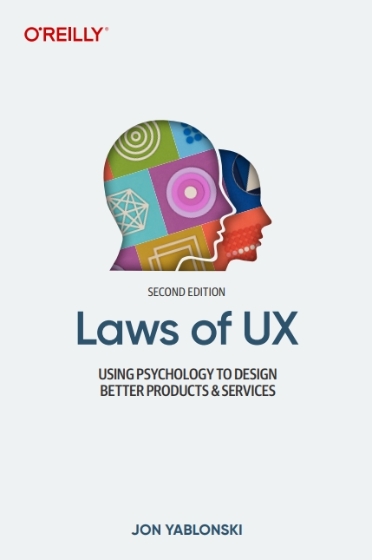 O'REILLY®
SECOND EDITION
Laws of UX
USING PSYCHOLOGY TO DESIGN
BETTER PRODUCTS & SERVICES
JON YABLONSKI